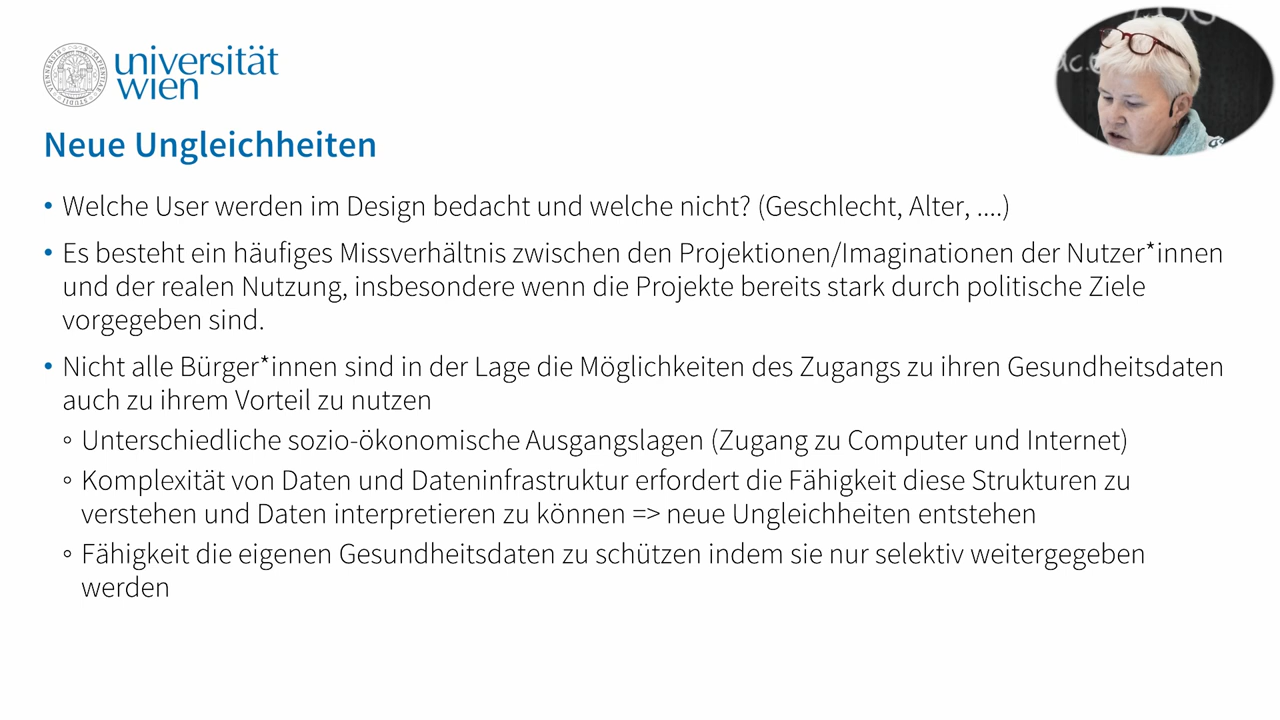 universität
wien
Neue Ungleichheiten
• Welche User werden im Design bedacht und welche nicht? (Geschlecht, Alter, ....)
• Es besteht ein häufiges Missverhältnis zwischen den Projektionen/Imaginationen der Nutzer*innen
und der realen Nutzung, insbesondere wenn die Projekte bereits stark durch politische Ziele
vorgegeben sind.
• Nicht alle Bürger*innen sind in der Lage die Möglichkeiten des Zugangs zu ihren Gesundheitsdaten
auch zu ihrem Vorteil zu nutzen
◦ Unterschiedliche sozio-ökonomische Ausgangslagen (Zugang zu Computer und Internet)
◦ Komplexität von Daten und Dateninfrastruktur erfordert die Fähigkeit diese Strukturen zu
verstehen und Daten interpretieren zu können => neue Ungleichheiten entstehen
◦ Fähigkeit die eigenen Gesundheitsdaten zu schützen indem sie nur selektiv weitergegeben
werden